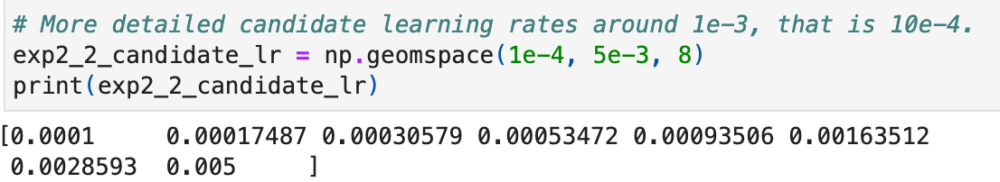 # More detailed candidate learning rates around 1e-3, that is 10e-4.
exp2_2_candidate_lr = np.geomspace(1e-4, 5e-3, 8)
print(exp2_2_candidate_lr)
[0.0001     0.00017487 0.00030579 0.00053472 0.00093506 0.00163512
 0.0028593  0.005     ]